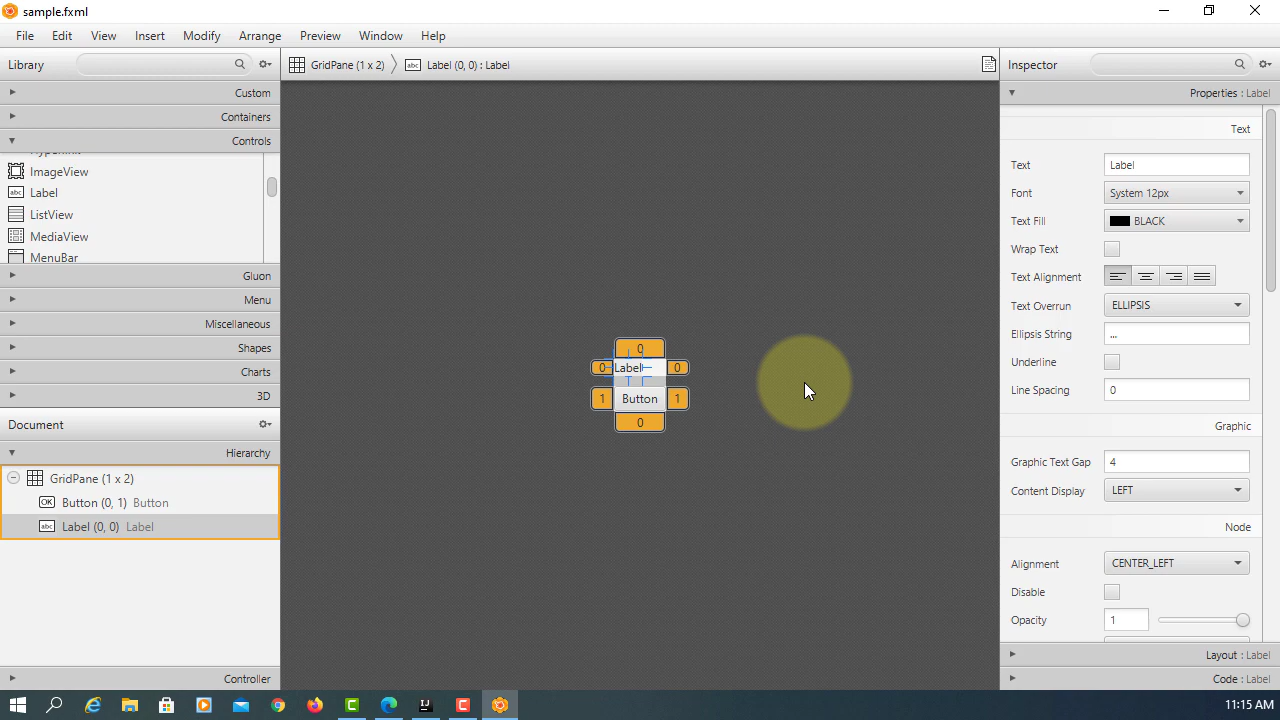 sample.fxml
File Edit View Insert Modify Arrange Preview Window Help
Library
GridPane (1 x 2)
abc Label (0, 0) : Label
Inspector
Custom
Containers
Controls
ImageView
abc Label
ListView
MediaView
MenuBar
Gluon
Menu
Miscellaneous
Shapes
Charts
3D
Document
Hierarchy
GridPane (1 x 2)
OK Button (0, 1) Button
abc Label (0, 0) Label
Controller
0
0 Label 0
1 Button 1
0
Properties : Label
Text
Text Label
Font System 12px
Text Fill BLACK
Wrap Text
Text Alignment
Text Overrun ELLIPSIS
Ellipsis String ...
Underline
Line Spacing 0
Graphic
Graphic Text Gap 4
Content Display LEFT
Node
Alignment CENTER_LEFT
Disable
Opacity 1
Layout : Label
Code : Label
11:15 AM